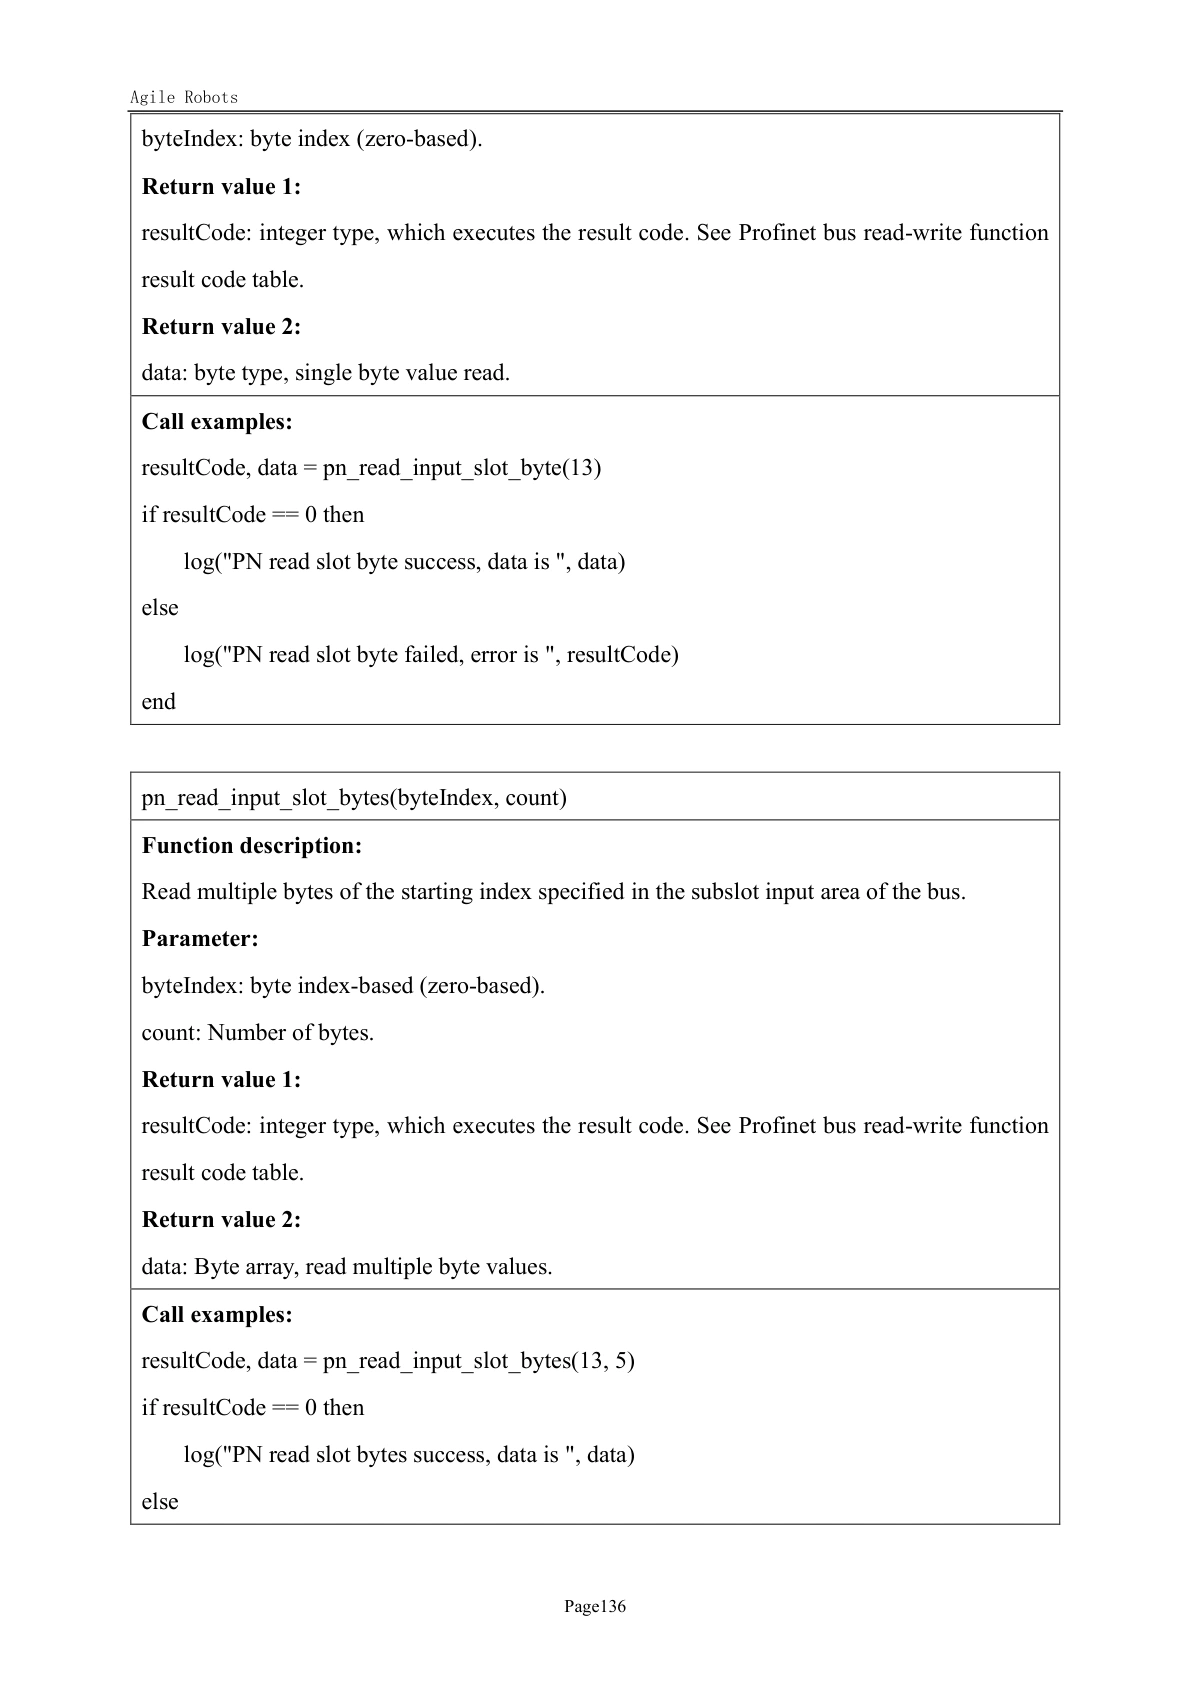 Agile Robots
byteIndex: byte index (zero-based).
Return value 1:
resultCode: integer type, which executes the result code. See Profinet bus read-write function
result code table.
Return value 2:
data: byte type, single byte value read.
Call examples:
resultCode, data = pn_read_input_slot_byte(13)
if resultCode == 0 then
log("PN read slot byte success, data is ", data)
else
log("PN read slot byte failed, error is ", resultCode)
end
pn_read_input_slot_bytes(byteIndex, count)
Function description:
Read multiple bytes of the starting index specified in the subslot input area of the bus.
Parameter:
byteIndex: byte index-based (zero-based).
count: Number of bytes.
Return value 1:
resultCode: integer type, which executes the result code. See Profinet bus read-write function
result code table.
Return value 2:
data: Byte array, read multiple byte values.
Call examples:
resultCode, data = pn_read_input_slot_bytes(13, 5)
if resultCode == 0 then
log("PN read slot bytes success, data is ", data)
else
Page136